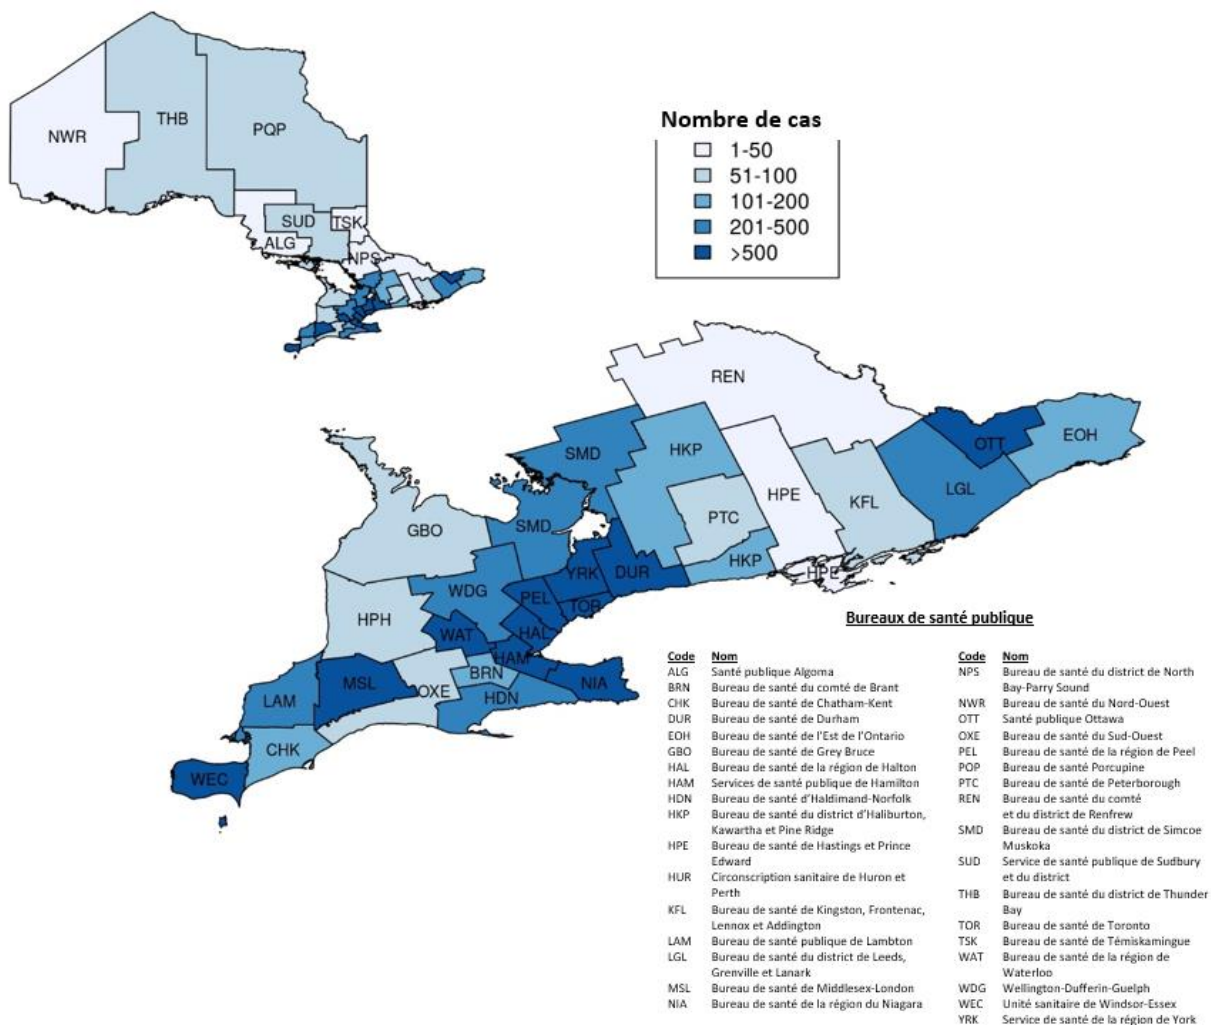 NWR
THB
PQP
SUD
TSK
ALG
NPS
Nombre de cas
1-50
51-100
101-200
201-500
>500
REN
SMD
HKP
OTT
EOH
HPE
KFL
LGL
PTC
GBO
SMD
YRK
DUR
HKP
HPE
WDG
PEL
TOR
HPH
WAT
HAL
HAM
BRN
OXE
MSL
NIA
LAM
HDN
CHK
WEC
Bureaux de santé publique
Code Nom
ALG Santé publique Algoma
BRN Bureau de santé du comté de Brant
CHK Bureau de santé de Chatham-Kent
DUR Bureau de santé de Durham
EOH Bureau de santé de l'Est de l'Ontario
GBO Bureau de santé de Grey Bruce
HAL Bureau de santé de la région de Halton
HAM Services de santé publique de Hamilton
HDN Bureau de santé d'Haldimand-Norfolk
HKP Bureau de santé du district d'Haliburton,
Kawartha et Pine Ridge
HPE Bureau de santé de Hastings et Prince
Edward
HUR Circonscription sanitaire de Huron et
Perth
KFL Bureau de santé de Kingston, Frontenac,
Lennox et Addington
LAM Bureau de santé publique de Lambton
LGL Bureau de santé du district de Leeds,
Grenville et Lanark
MSL Bureau de santé de Middlesex-London
NIA Bureau de santé de la région du Niagara
Code Nom
NPS Bureau de santé du district de North
Bay-Parry Sound
NWR Bureau de santé du Nord-Ouest
OTT Santé publique Ottawa
OXE Bureau de santé du Sud-Ouest
PEL Bureau de santé de la région de Peel
POP Bureau santé Porcupine
PTC Bureau de santé de Peterborough
REN Bureau de santé du comté
et du district de Renfrew
SMD Bureau de santé du district de Simcoe
Muskoka
SUD Service de santé publique de Sudbury
et du district
THB Bureau de santé du district de Thunder
Bay
TOR Bureau de santé de Toronto
TSK Bureau de santé de Témiskamingue
WAT Bureau de santé de la région de
Waterloo
WDG Wellington-Dufferin-Guelph
WEC Unité sanitaire de Windsor-Essex
YRK Service de santé de la région de York